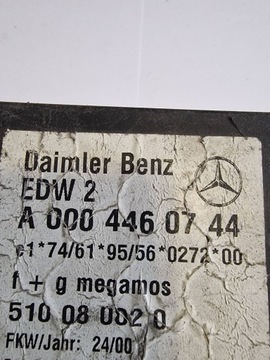 Daimler Benz
EDW 2
A 000 446 07 44
e1*74/61*95/56*0272*00
f + g megamos
510 08 002 0
FKW/Jahr: 24/00